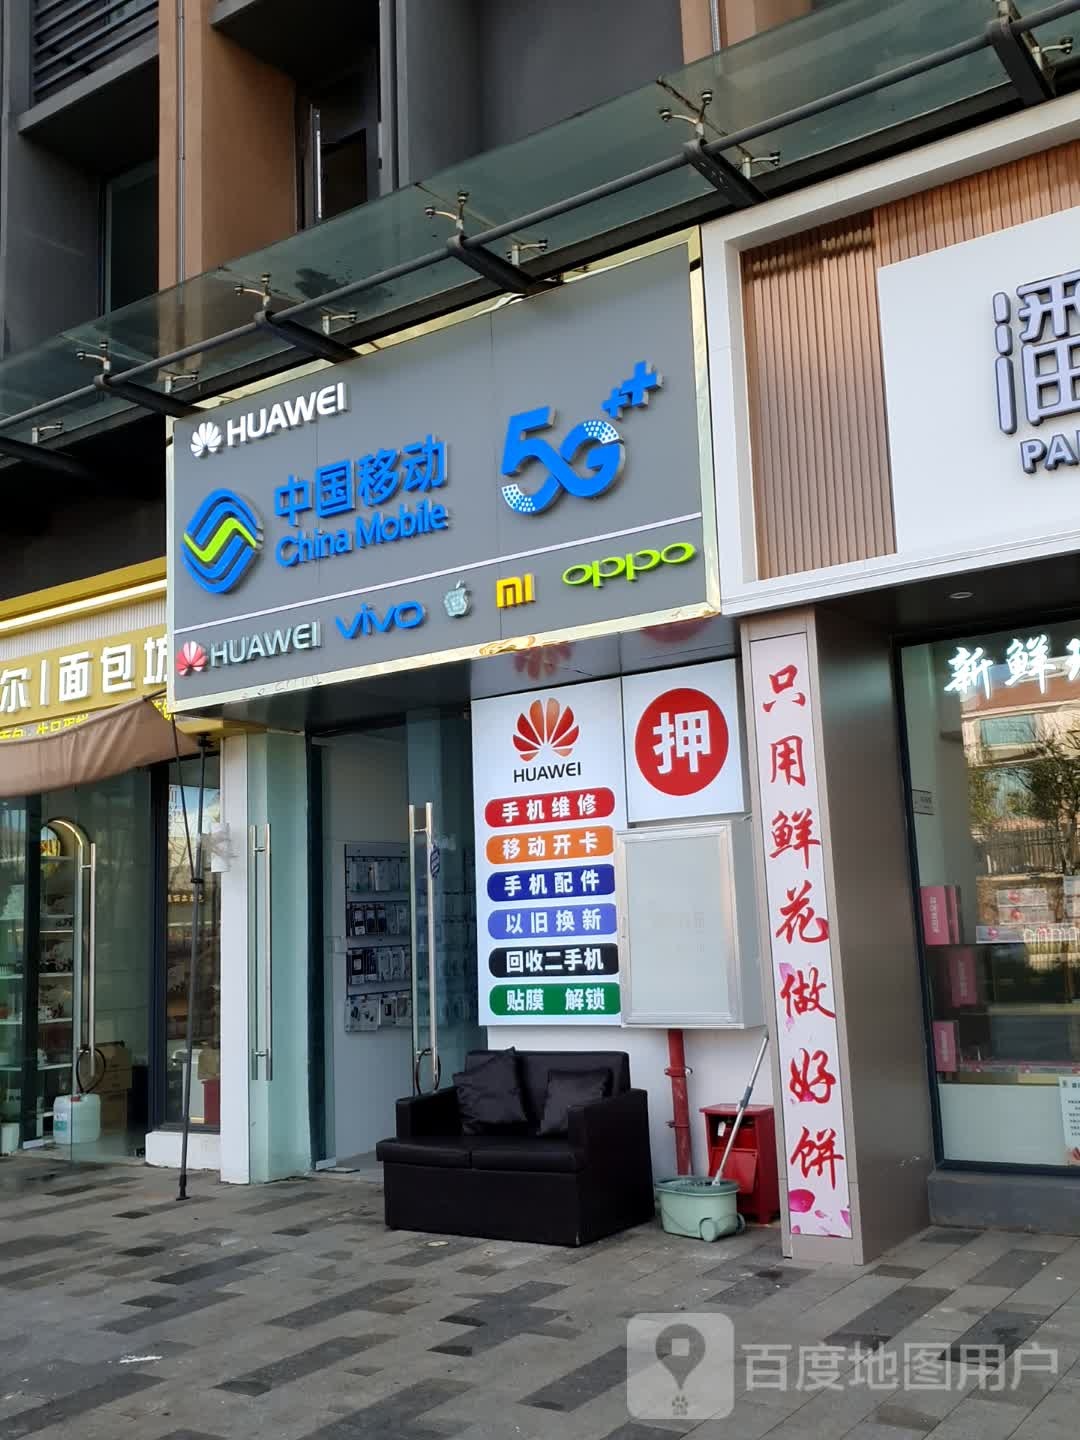 HUAWEI
中国移动
China Mobile
5G++
HUAWEI
vivo
mi
oppo
尔|面包坊
潘
PA
HUAWEI
手机维修
移动开卡
手机配件
以旧换新
回收二手机
贴膜 解锁
押
只用鲜花做好饼
新鲜
百度地图用户